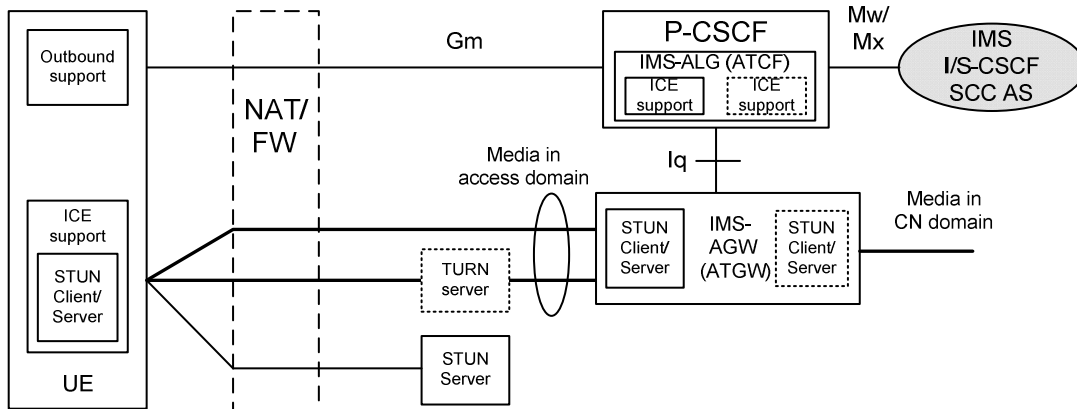 Outbound
support
NAT/
FW
Gm
P-CSCF
IMS-ALG (ATCF)
ICE
support
ICE
support
Mw/
Mx
IMS
I/S-CSCF
SCC AS
Iq
Media in
access domain
ICE
support
STUN
Client/
Server
UE
TURN
server
STUN
Server
STUN
Client/
Server
IMS-
AGW
(ATGW)
STUN
Client/
Server
Media in
CN domain